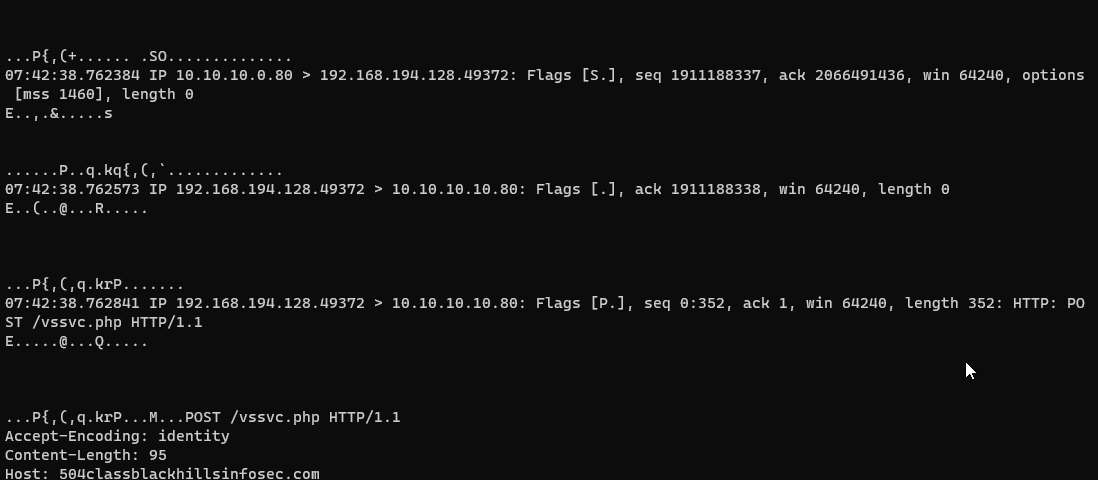 ...P{,(+...... .SO..............
07:42:38.762384 IP 10.10.10.0.80 > 192.168.194.128.49372: Flags [S.], seq 1911188337, ack 2066491436, win 64240, options
 [mss 1460], length 0
E..,.&.....s
......P..q.kq{,(,`.............
07:42:38.762573 IP 192.168.194.128.49372 > 10.10.10.10.80: Flags [.], ack 1911188338, win 64240, length 0
E..(..@...R.....
...P{,(,q.krP.......
07:42:38.762841 IP 192.168.194.128.49372 > 10.10.10.10.80: Flags [P.], seq 0:352, ack 1, win 64240, length 352: HTTP: PO
ST /vssvc.php HTTP/1.1
E.....@...Q.....
...P{,(,q.krP...M...POST /vssvc.php HTTP/1.1
Accept-Encoding: identity
Content-Length: 95
Host: 504classblackhillsinfosec.com